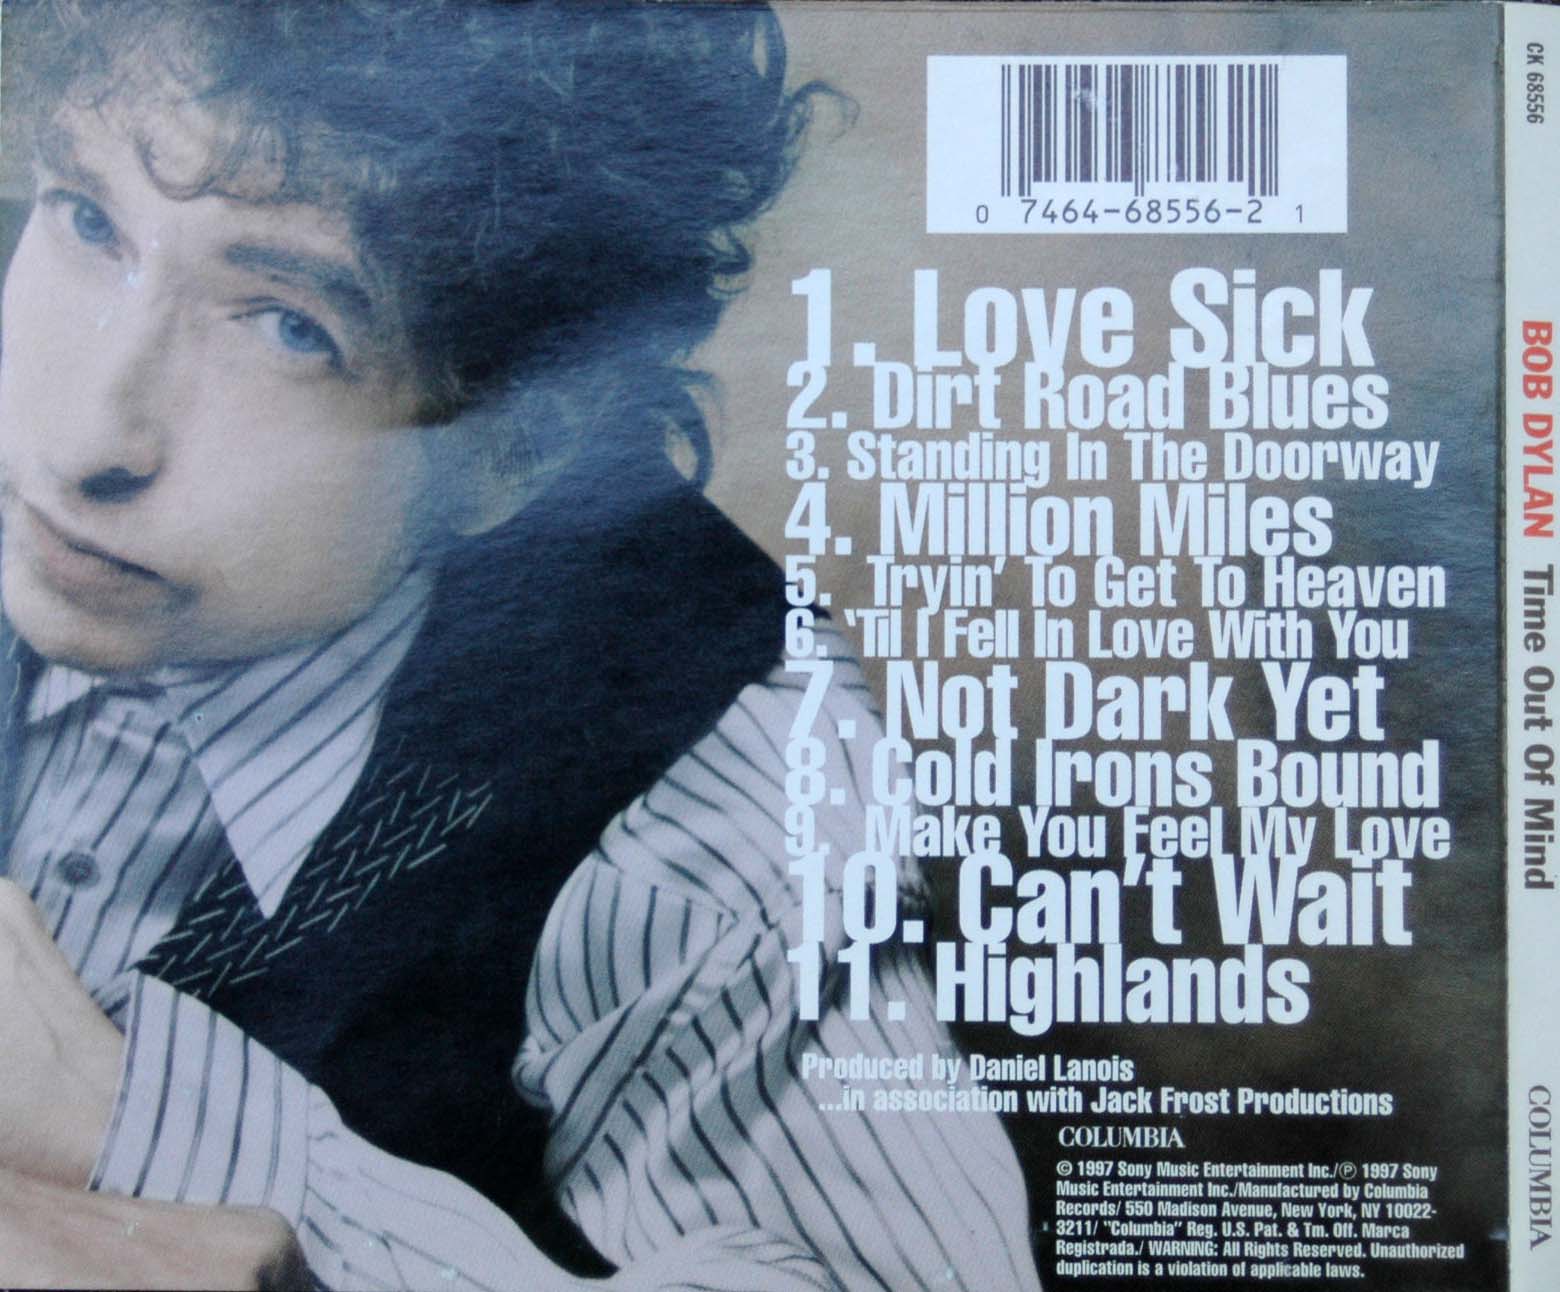 0 7464-68556-2 1
1. Love Sick
2. Dirt Road Blues
3. Standing In The Doorway
4. Million Miles
5. Tryin' To Get To Heaven
6. 'Til I Fell In Love With You
7. Not Dark Yet
8. Cold Irons Bound
9. Make You Feel My Love
10. Can't Wait
11. Highlands
Produced by Daniel Lanois
...in association with Jack Frost Productions
COLUMBIA
© 1997 Sony Music Entertainment Inc./℗ 1997 Sony
Music Entertainment Inc./Manufactured by Columbia
Records/ 550 Madison Avenue, New York, NY 10022-
3211/ "Columbia" Reg. U.S. Pat. & Tm. Off. Marca
Registrada./ WARNING: All Rights Reserved. Unauthorized
duplication is a violation of applicable laws.
CK 68556
BOB DYLAN Time Out Of Mind
COLUMBIA